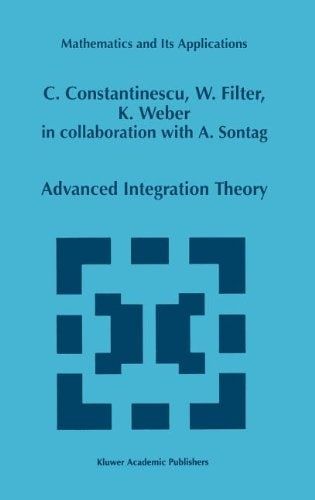 Mathematics and Its Applications
C. Constantinescu, W. Filter,
K. Weber
in collaboration with A. Sontag
Advanced Integration Theory
Kluwer Academic Publishers